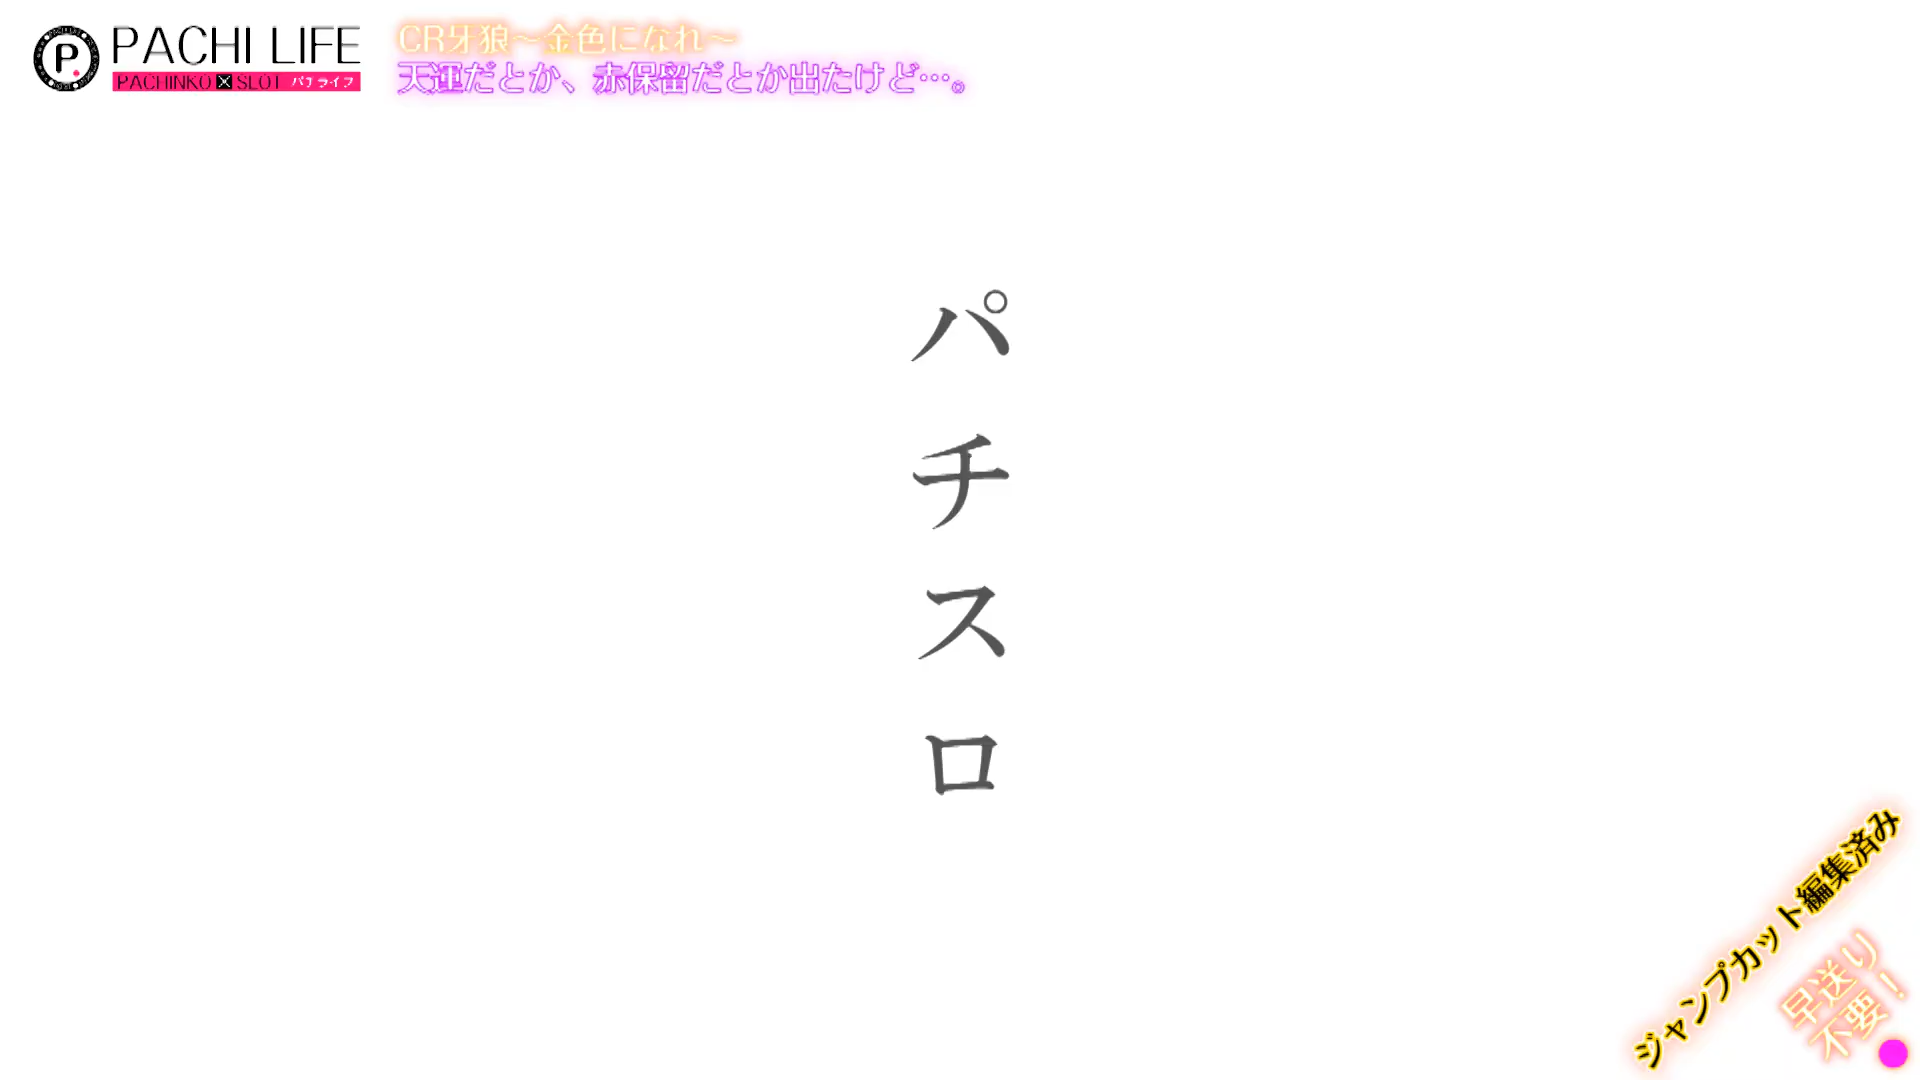 PACHI LIFE
PACHINKO SLOT パチライフ
CR牙狼～金色になれ～
天運だとか、赤保留だとか出たけど…。
パチスロ
ジャンプカット編集済み
早送り
不要！